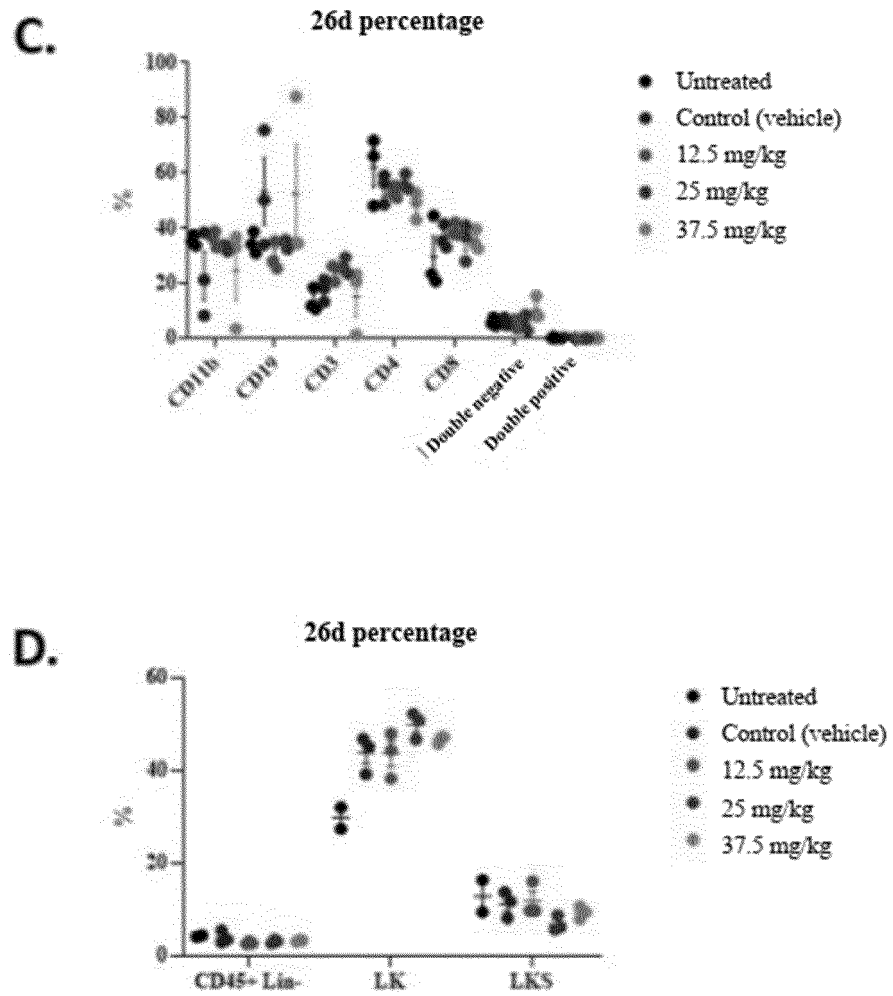 C.
26d percentage
100
80
60
40
20
0
%
CD11b
CD19
CD3
CD4
CD8
Double negative
Double positive
Untreated
Control (vehicle)
12.5 mg/kg
25 mg/kg
37.5 mg/kg
D.
26d percentage
60
40
20
0
%
CD45+ Lin-
LK
LKS
Untreated
Control (vehicle)
12.5 mg/kg
25 mg/kg
37.5 mg/kg